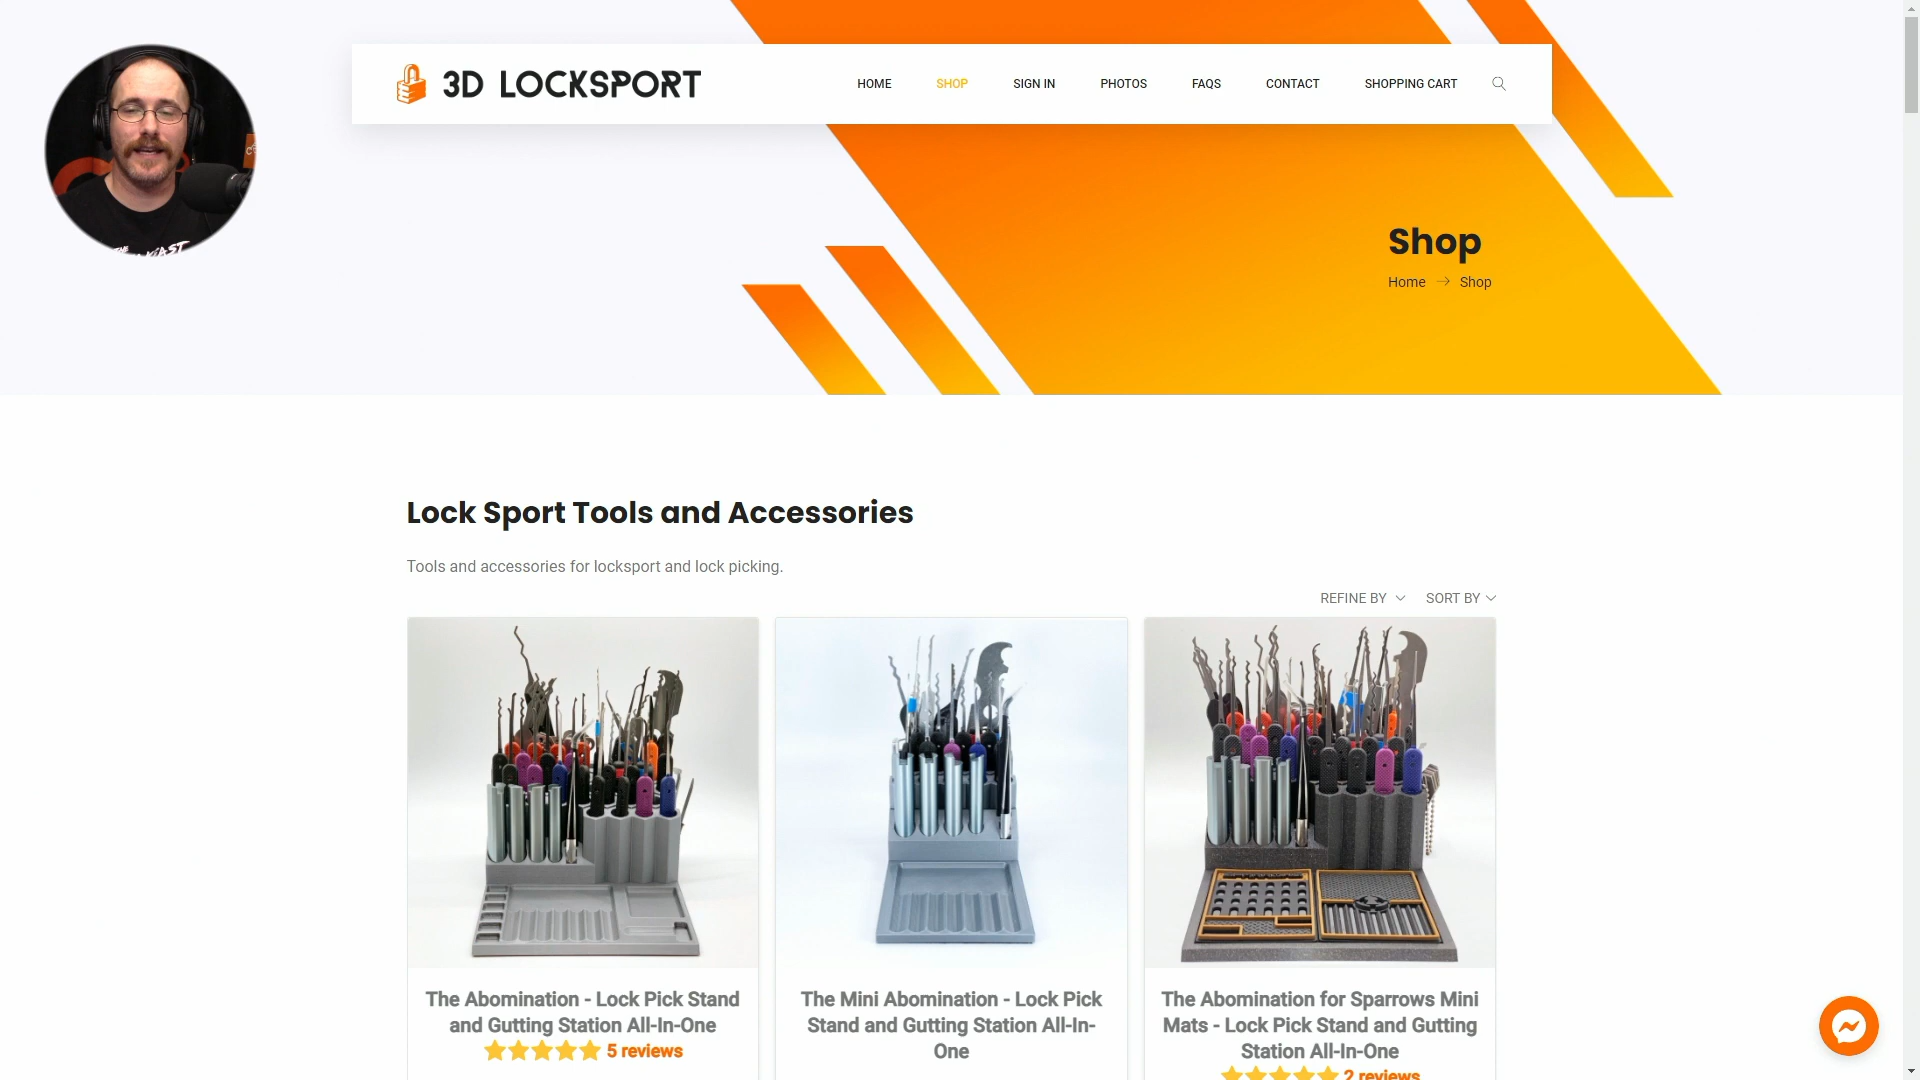 3D LOCKSPORT
HOME SHOP SIGN IN PHOTOS FAQS CONTACT SHOPPING CART
Shop
Home → Shop
Lock Sport Tools and Accessories
Tools and accessories for locksport and lock picking.
REFINE BY SORT BY
The Abomination - Lock Pick Stand
and Gutting Station All-In-One
5 reviews
The Mini Abomination - Lock Pick
Stand and Gutting Station All-In-
One
The Abomination for Sparrows Mini
Mats - Lock Pick Stand and Gutting
Station All-In-One
2 reviews